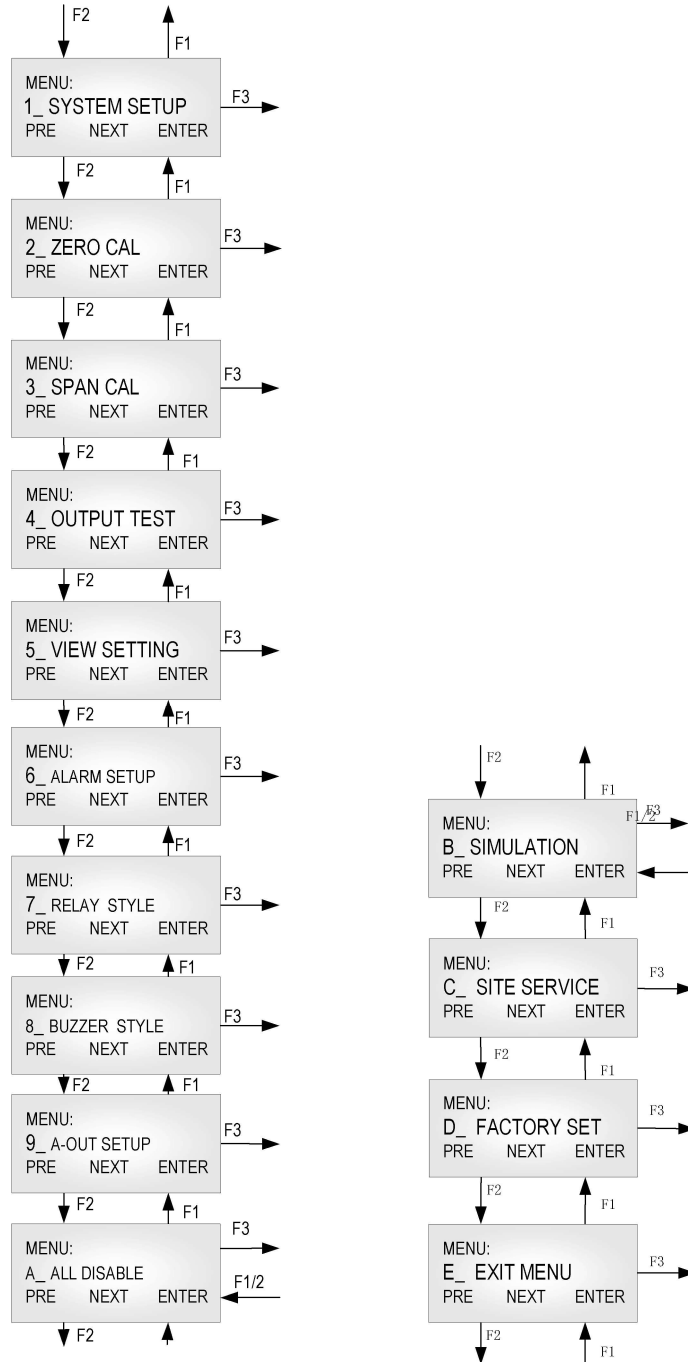 F2
F1
MENU:
1_ SYSTEM SETUP
F3
PRE NEXT ENTER
F2
F1
MENU:
2_ ZERO CAL
F3
PRE NEXT ENTER
F2
F1
MENU:
3_ SPAN CAL
F3
PRE NEXT ENTER
F2
F1
MENU:
4_ OUTPUT TEST
F3
PRE NEXT ENTER
F2
F1
MENU:
5_ VIEW SETTING
F3
PRE NEXT ENTER
F2
F1
MENU:
6_ ALARM SETUP
F3
PRE NEXT ENTER
F2
F1
MENU:
7_ RELAY STYLE
F3
PRE NEXT ENTER
F2
F1
MENU:
8_ BUZZER STYLE
F3
PRE NEXT ENTER
F2
F1
MENU:
9_ A-OUT SETUP
F3
PRE NEXT ENTER
F2
F1
F3
MENU:
A_ ALL DISABLE
F1/2
PRE NEXT ENTER
F2
F2
F1
F1/2
F3
MENU:
B_ SIMULATION
PRE NEXT ENTER
F2
F1
MENU:
C_ SITE SERVICE
F3
PRE NEXT ENTER
F2
F1
MENU:
D_ FACTORY SET
F3
PRE NEXT ENTER
F2
F1
MENU:
E_ EXIT MENU
F3
PRE NEXT ENTER
F2
F1